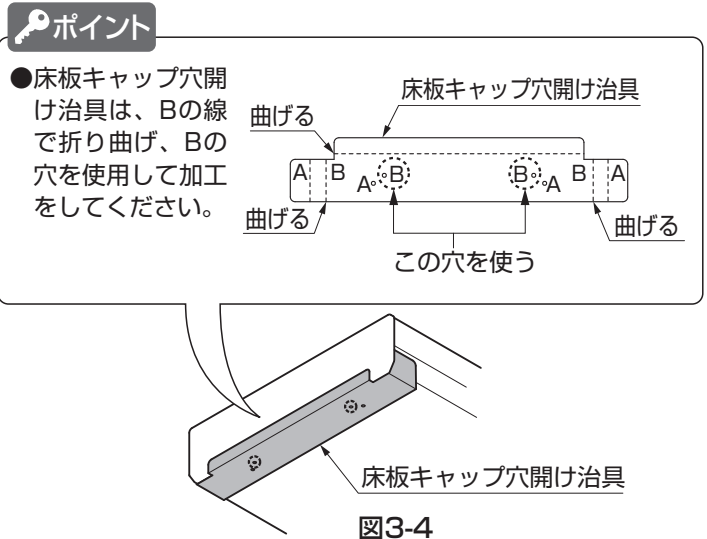 ポイント
●床板キャップ穴開
け治具は、Bの線
で折り曲げ、Bの
穴を使用して加工
をしてください。
床板キャップ穴開け治具
曲げる
A B A B B A B A
曲げる
曲げる
この穴を使う
床板キャップ穴開け治具
図3-4